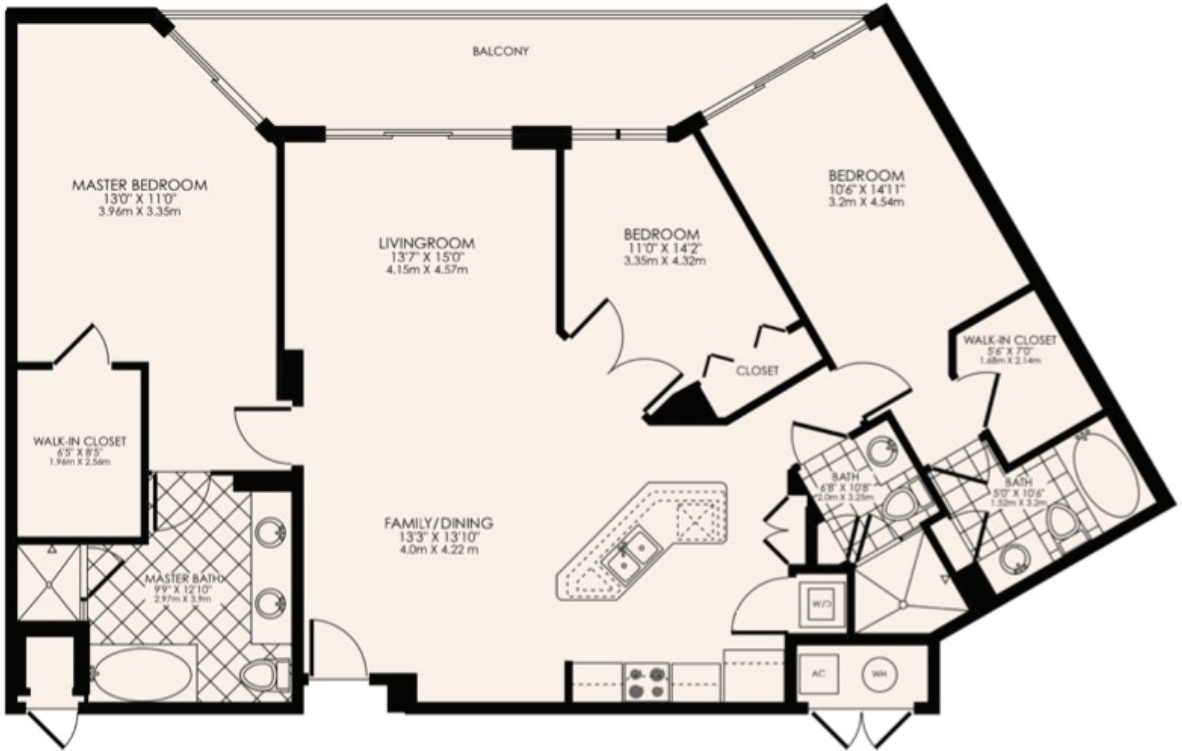 BALCONY
MASTER BEDROOM
13'0" X 11'0"
3.96m X 3.35m
LIVINGROOM
13'7" X 15'0"
4.15m X 4.57m
BEDROOM
11'0" X 14'2"
3.35m X 4.32m
BEDROOM
10'6" X 14'11"
3.2m X 4.54m
WALK-IN CLOSET
5'6" X 7'0"
1.68m X 2.14m
CLOSET
WALK-IN CLOSET
6'5" X 8'5"
1.96m X 2.56m
BATH
6'8" X 10'8"
2.0m X 3.25m
BATH
5'0" X 10'6"
1.52m X 3.2m
FAMILY/DINING
13'3" X 13'10"
4.0m X 4.22 m
MASTER BATH
9'9" X 12'10"
2.97m X 3.9m
W/D
AC
WH